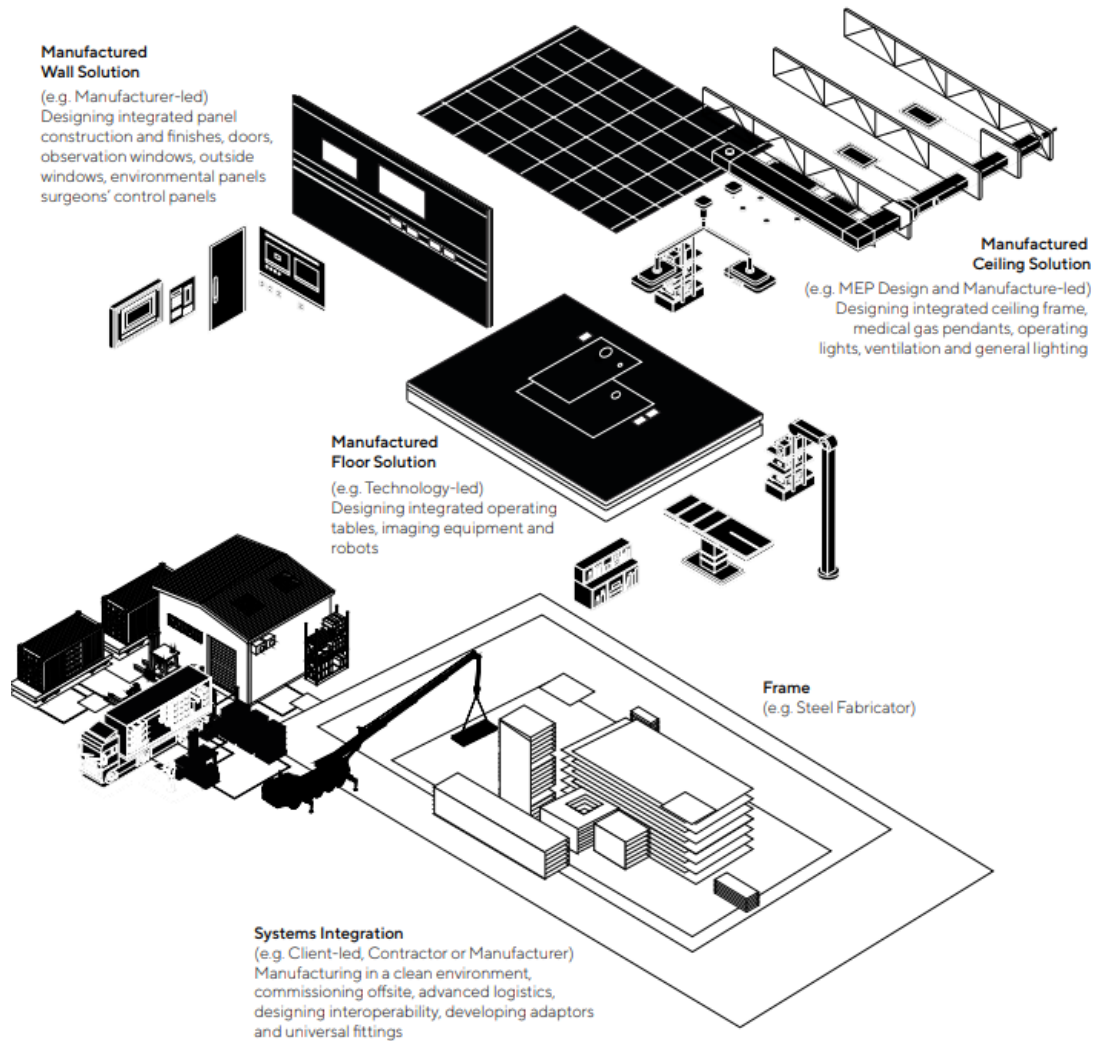 Manufactured
Wall Solution
(e.g. Manufacturer-led)
Designing integrated panel
construction and finishes, doors,
observation windows, outside
windows, environmental panels
surgeons' control panels
Manufactured
Ceiling Solution
(e.g. MEP Design and Manufacture-led)
Designing integrated ceiling frame,
medical gas pendants, operating
lights, ventilation and general lighting
Manufactured
Floor Solution
(e.g. Technology-led)
Designing integrated operating
tables, imaging equipment and
robots
Frame
(e.g. Steel Fabricator)
Systems Integration
(e.g. Client-led, Contractor or Manufacturer)
Manufacturing in a clean environment,
commissioning offsite, advanced logistics,
designing interoperability, developing adaptors
and universal fittings